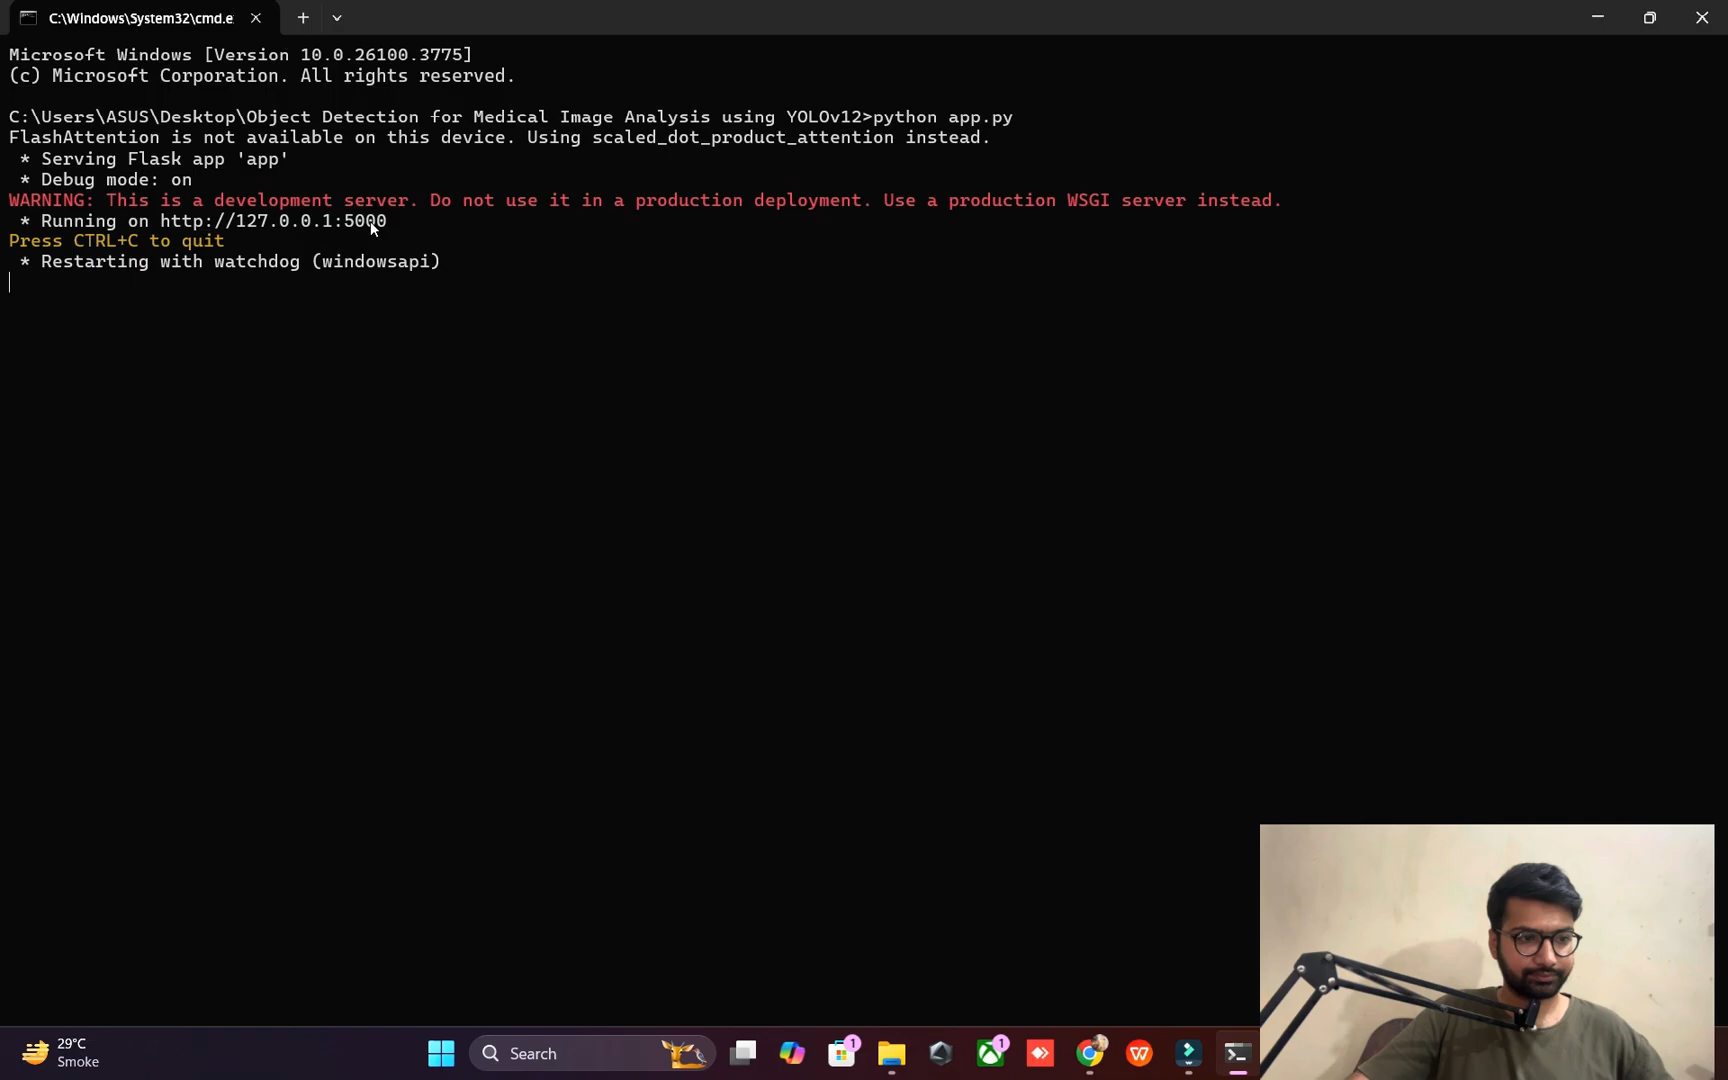 C:\Windows\System32\cmd.e
Microsoft Windows [Version 10.0.26100.3775]
(c) Microsoft Corporation. All rights reserved.
C:\Users\ASUS\Desktop\Object Detection for Medical Image Analysis using YOLOv12>python app.py
FlashAttention is not available on this device. Using scaled_dot_product_attention instead.
* Serving Flask app 'app'
* Debug mode: on
WARNING: This is a development server. Do not use it in a production deployment. Use a production WSGI server instead.
* Running on http://127.0.0.1:5000
Press CTRL+C to quit
* Restarting with watchdog (windowsapi)
29°C
Smoke
Search
1
1
W